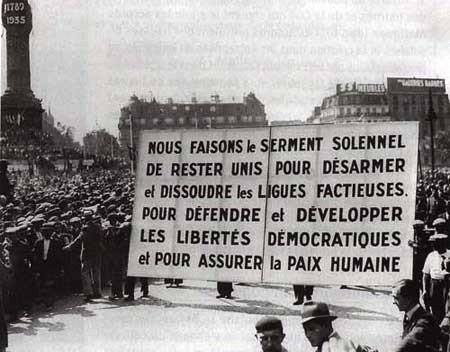 1789
1935
MEUBLES
NOUS FAISONS le SERMENT SOLENNEL
DE RESTER UNIS POUR DÉSARMER
et DISSOUDRE les LIGUES FACTIEUSES.
POUR DÉFENDRE et DÉVELOPPER
LES LIBERTÉS DÉMOCRATIQUES
et POUR ASSURER la PAIX HUMAINE